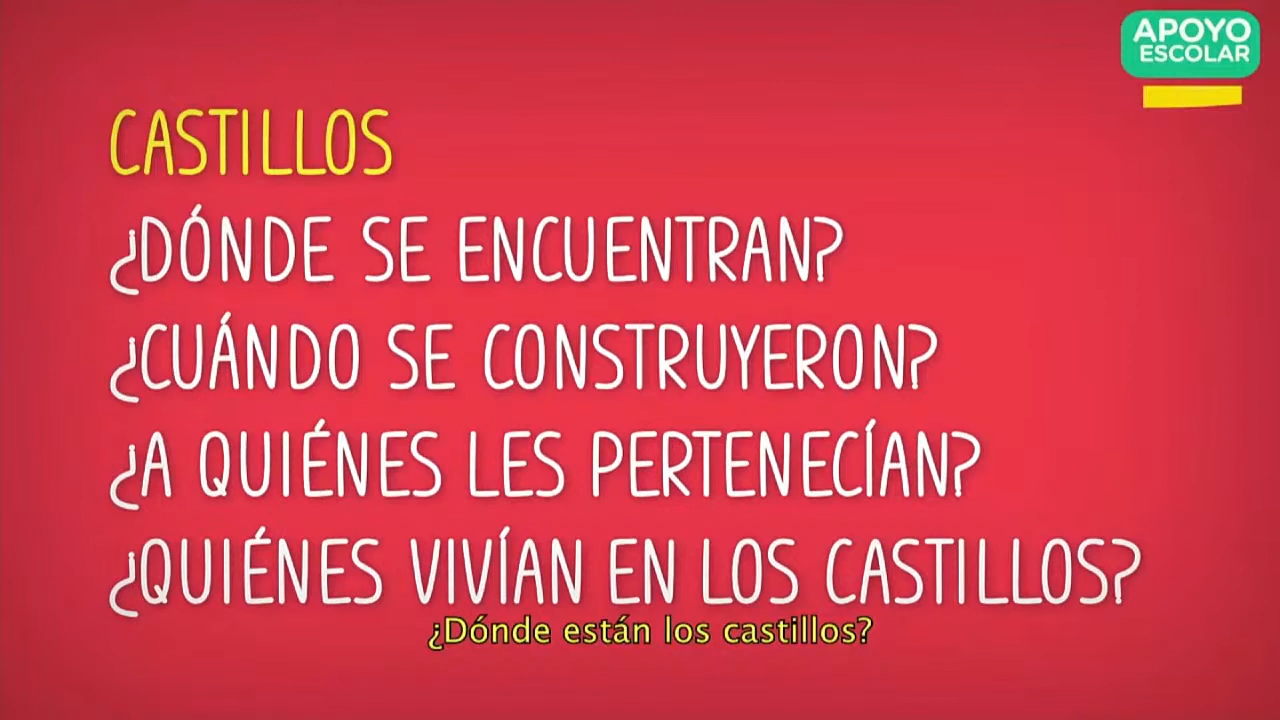 APOYO
ESCOLAR
CASTILLOS
¿DÓNDE SE ENCUENTRAN?
¿CUÁNDO SE CONSTRUYERON?
¿A QUIÉNES LES PERTENECÍAN?
¿QUIÉNES VIVÍAN EN LOS CASTILLOS?
¿Dónde están los castillos?